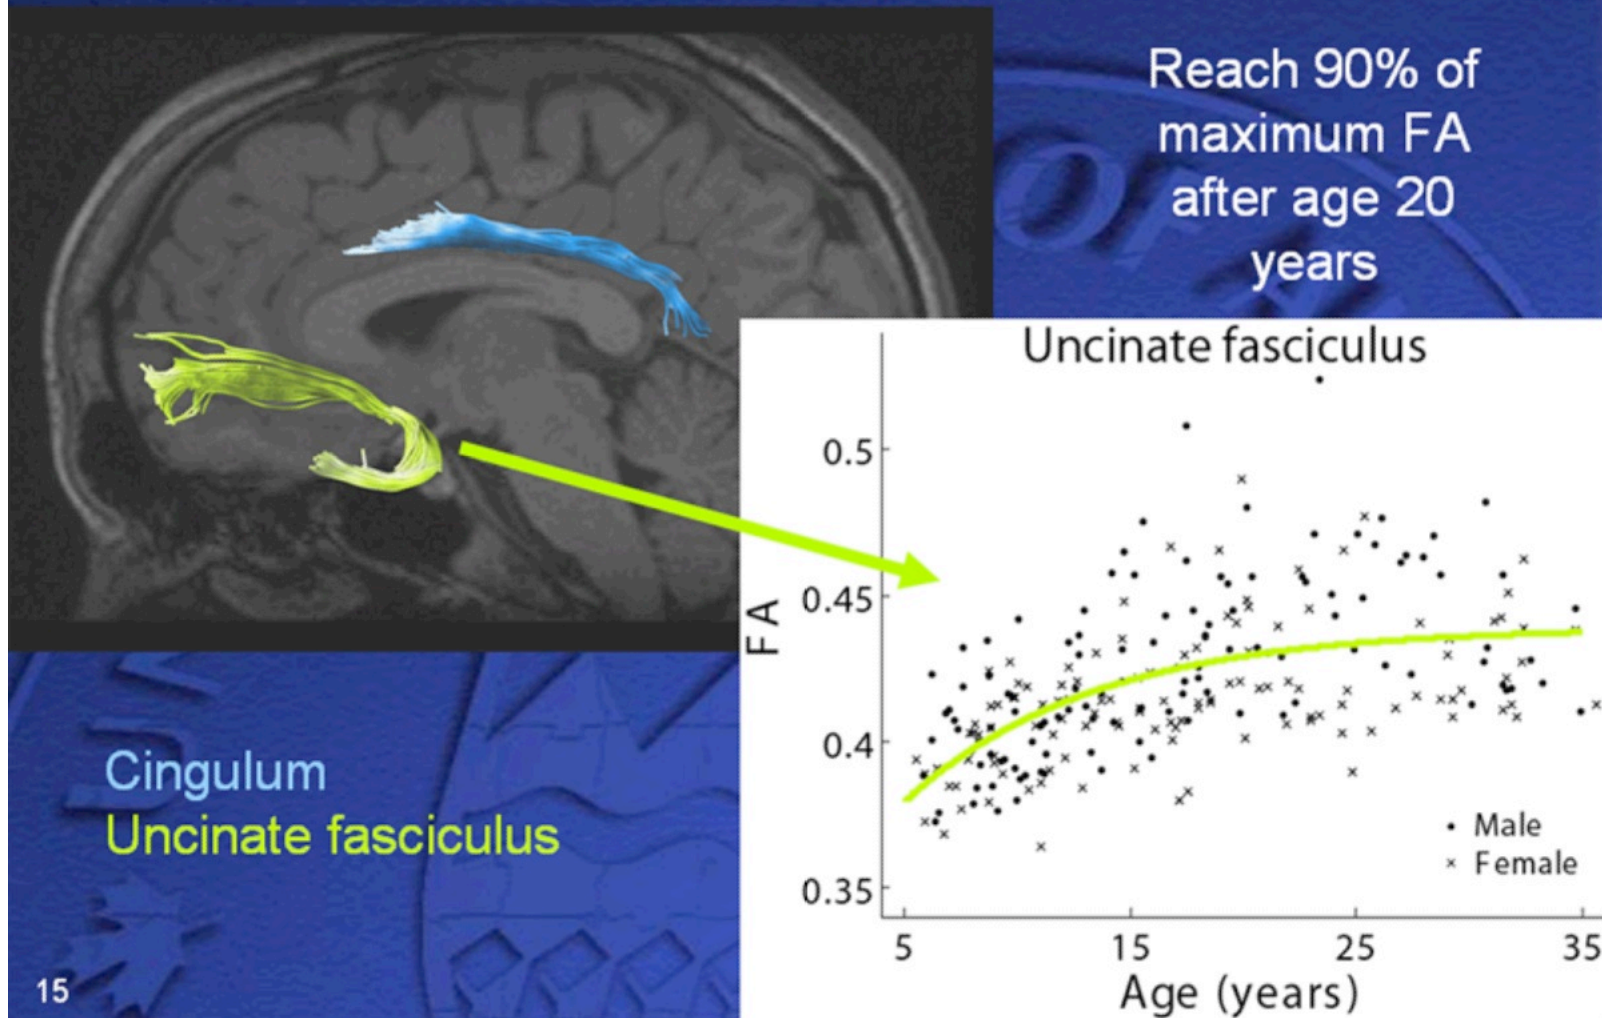 Reach 90% of
maximum FA
after age 20
years
OF A
Uncinate fasciculus
0.5
0.45
0.4
0.35
FA
5 15 25 35
Age (years)
Male
Female
Cingulum
Uncinate fasciculus
15